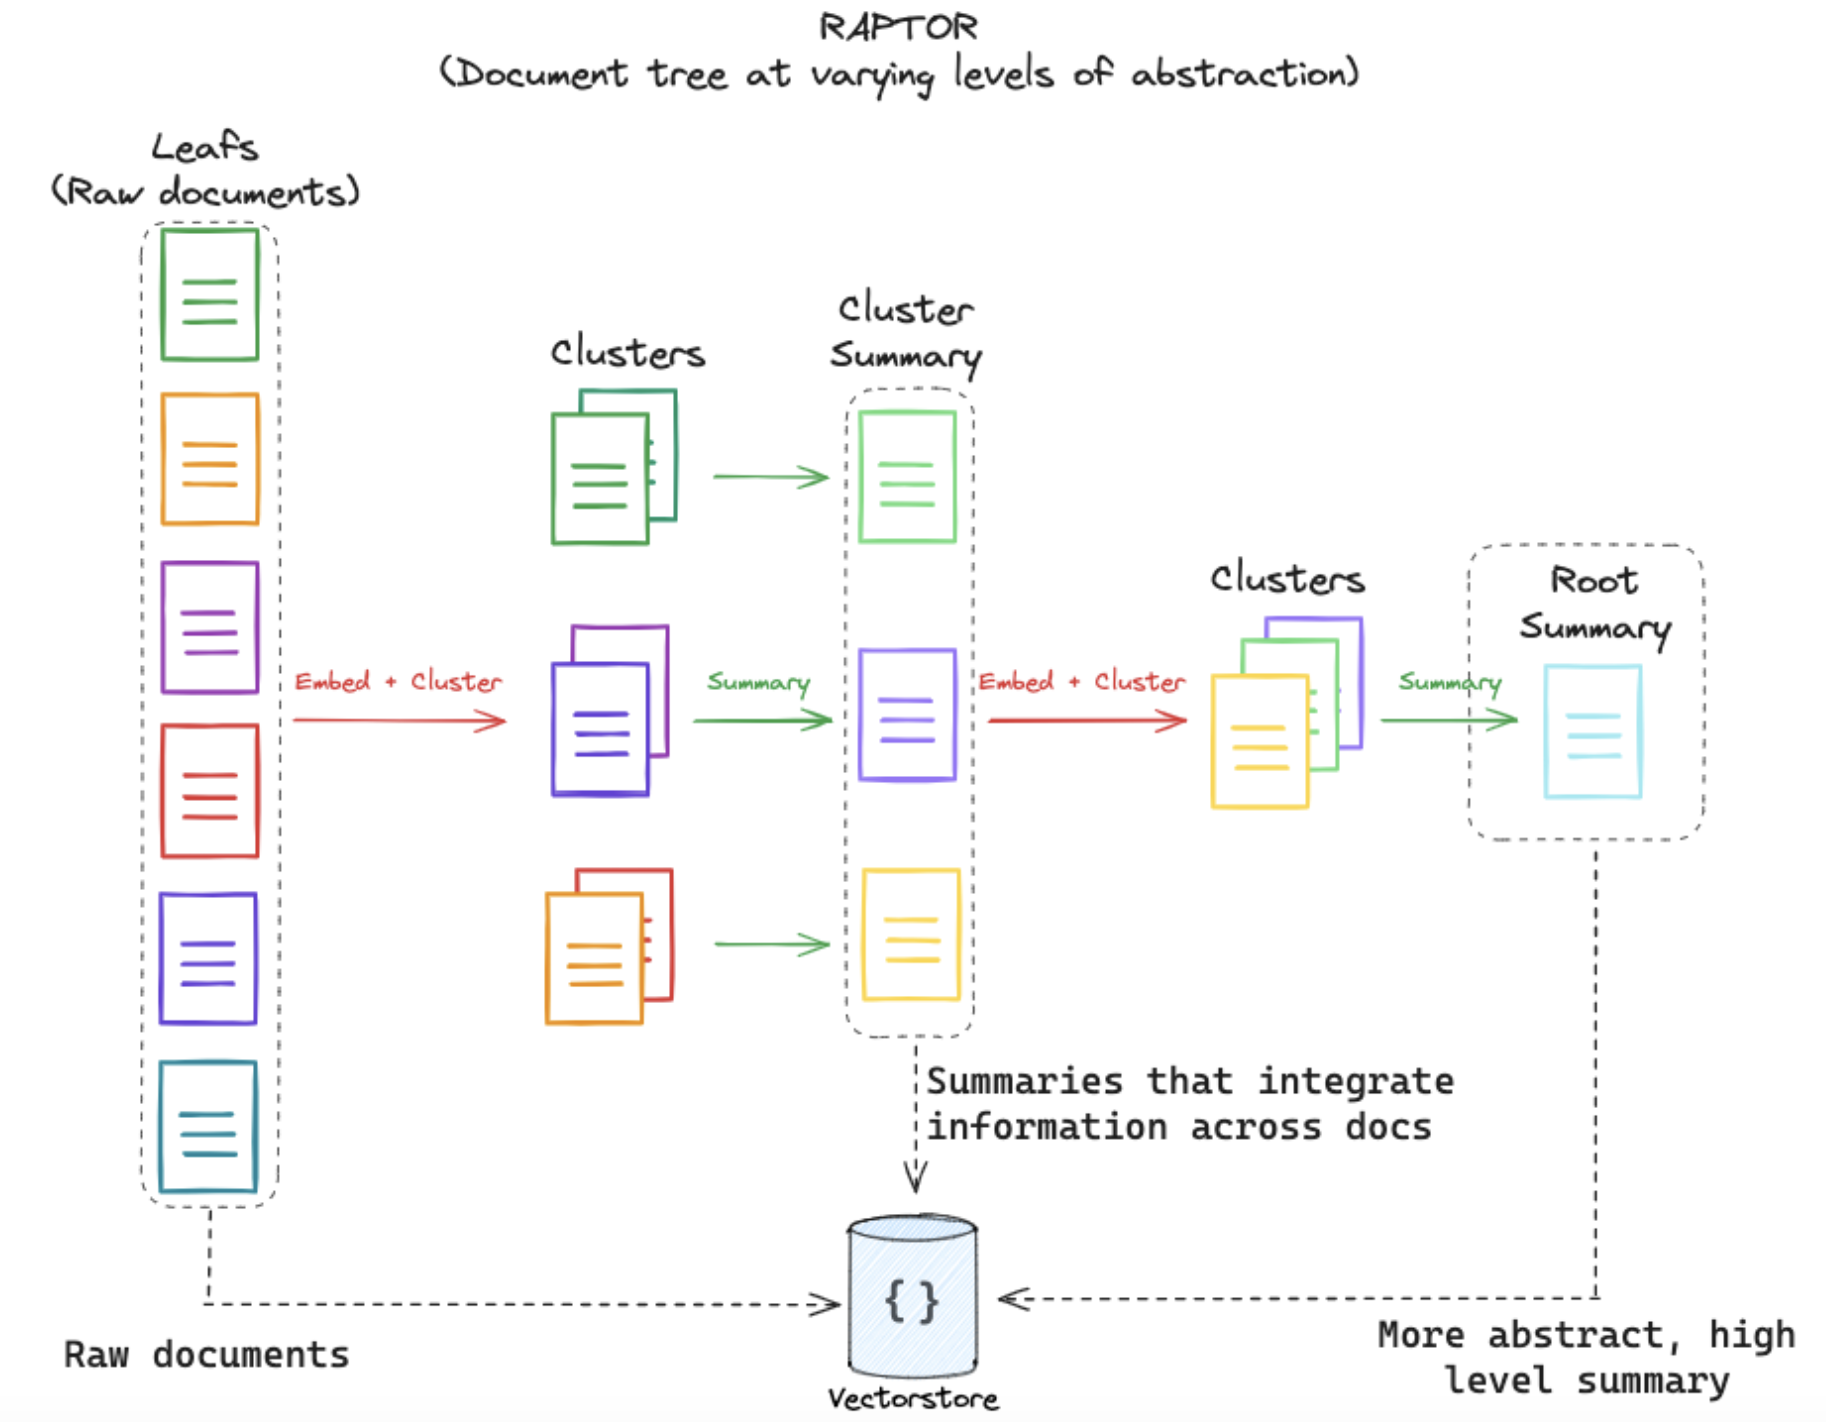 RAPTOR
(Document tree at varying levels of abstraction)
Leafs
(Raw documents)
Clusters
Cluster
Summary
Clusters
Root
Summary
Embed + Cluster
Summary
Embed + Cluster
Summary
Summaries that integrate
information across docs
{}
Raw documents
Vectorstore
More abstract, high
level summary